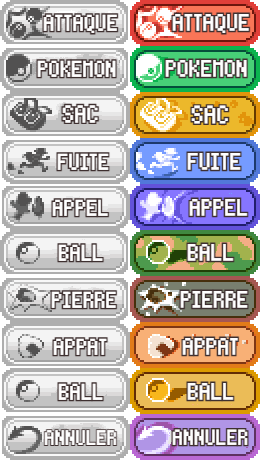 ATTAQUE ATTAQUE
POKEMON POKEMON
SAC SAC
FUITE FUITE
APPEL APPEL
BALL BALL
PIERRE PIERRE
APPAT APPAT
BALL BALL
ANNULER ANNULER